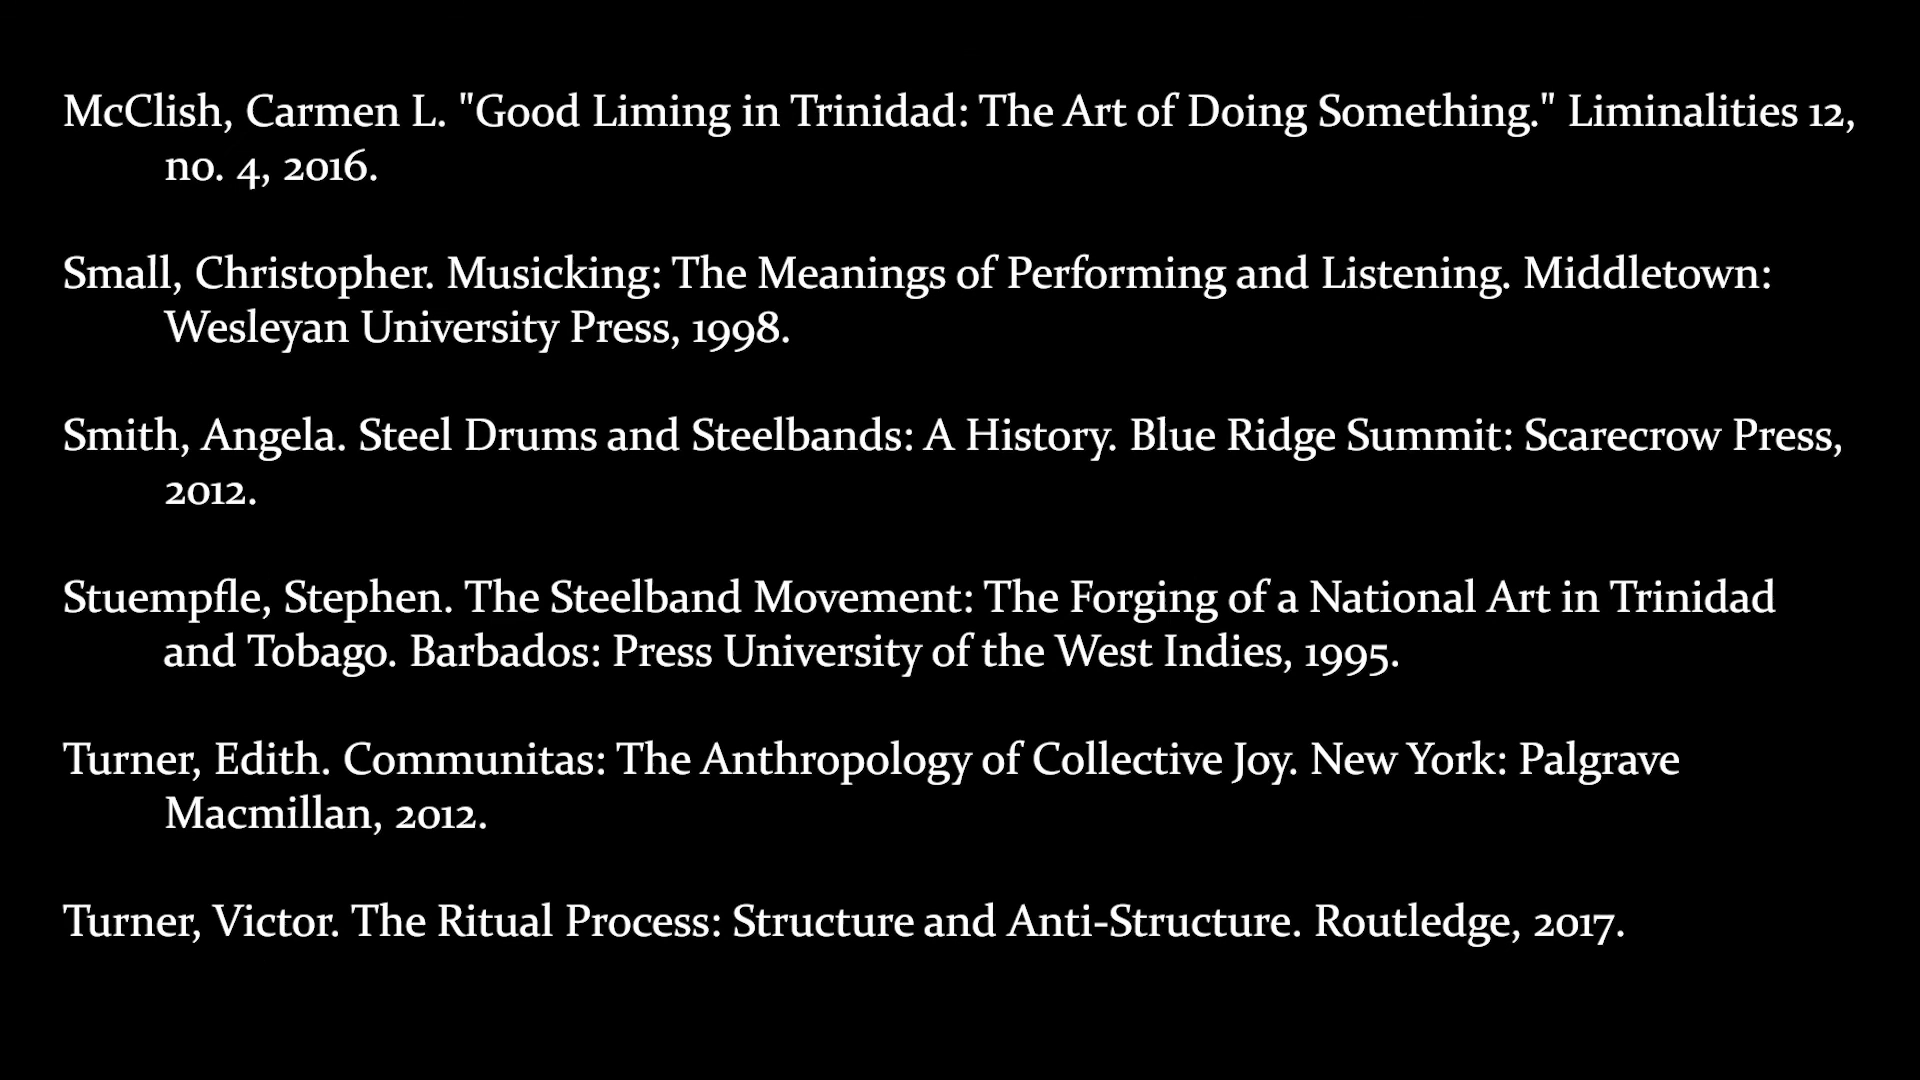 McClish, Carmen L. "Good Liming in Trinidad: The Art of Doing Something." Liminalities 12,
no. 4, 2016.
Small, Christopher. Musicking: The Meanings of Performing and Listening. Middletown:
Wesleyan University Press, 1998.
Smith, Angela. Steel Drums and Steelbands: A History. Blue Ridge Summit: Scarecrow Press,
2012.
Stuempfle, Stephen. The Steelband Movement: The Forging of a National Art in Trinidad
and Tobago. Barbados: Press University of the West Indies, 1995.
Turner, Edith. Communitas: The Anthropology of Collective Joy. New York: Palgrave
Macmillan, 2012.
Turner, Victor. The Ritual Process: Structure and Anti-Structure. Routledge, 2017.